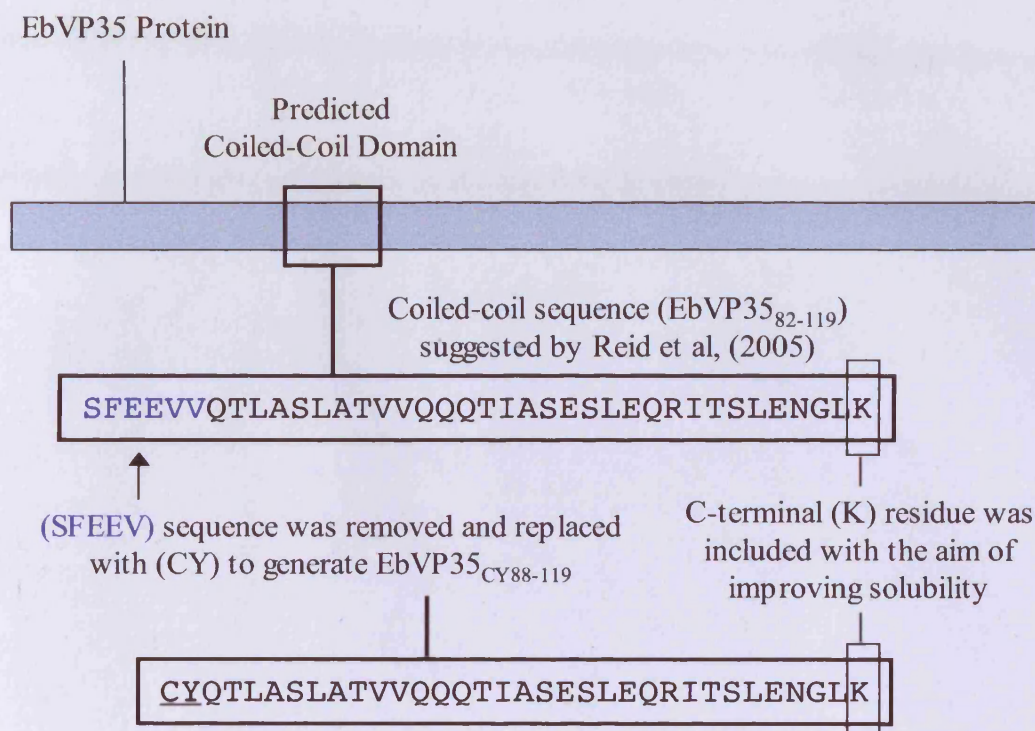 EbVP35 Protein
Predicted
Coiled-Coil Domain
Coiled-coil sequence (EbVP3582-119)
suggested by Reid et al, (2005)
SFEEVVQTLASLATVVQQQTIASESLEQRITSLENGLK
(SFEEV) sequence was removed and replaced
with (CY) to generate EbVP35CY88-119
C-terminal (K) residue was
included with the aim of
improving solubility
CYQTLASLATVVQQQTIASESLEQRITSLENGLK